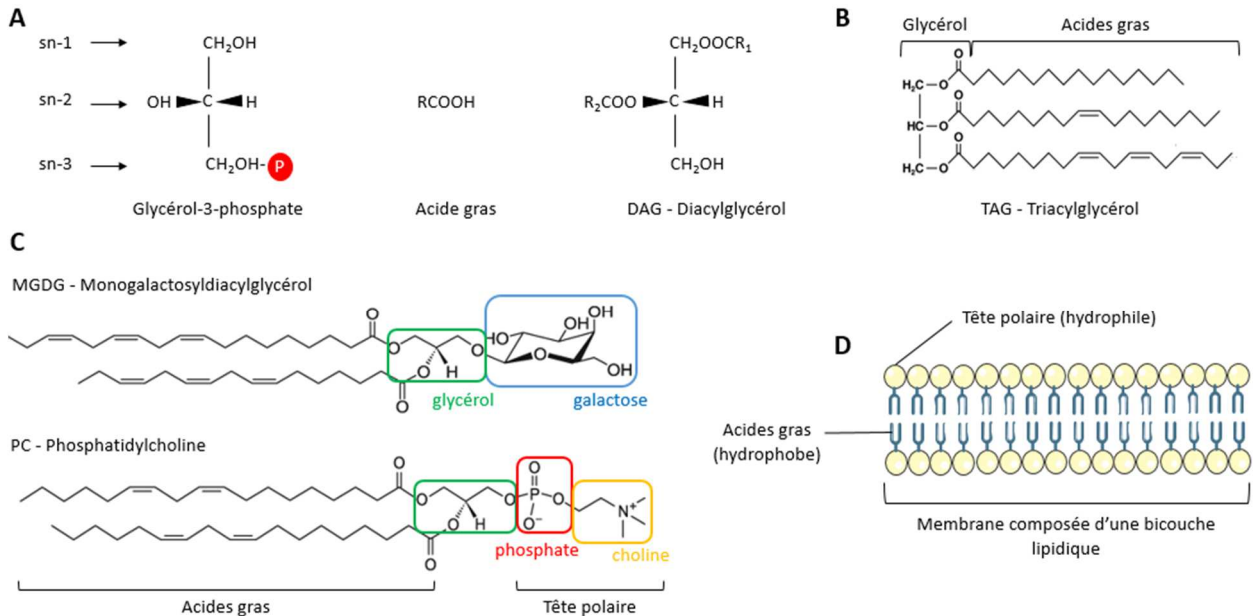 A
sn-1
CH₂OH
CH₂OOCR₁
sn-2
OH C H
RCOOH
R₂COO C H
sn-3
CH₂OH- P
CH₂OH
Glycérol-3-phosphate
Acide gras
DAG - Diacylglycérol
B
Glycérol
Acides gras
O
H₂C-O
O
HC-O
O
H₂C-O
TAG - Triacylglycérol
C
MGDG - Monogalactosyldiacylglycérol
O
O
O
O
H
O
HO
OH
OH
O
OH
glycérol
galactose
PC - Phosphatidylcholine
O
O
O
O
H
O
O
P
O⁻
O
N⁺
phosphate
choline
Acides gras
Tête polaire
D
Tête polaire (hydrophile)
Acides gras
(hydrophobe)
Membrane composée d’une bicouche
lipidique